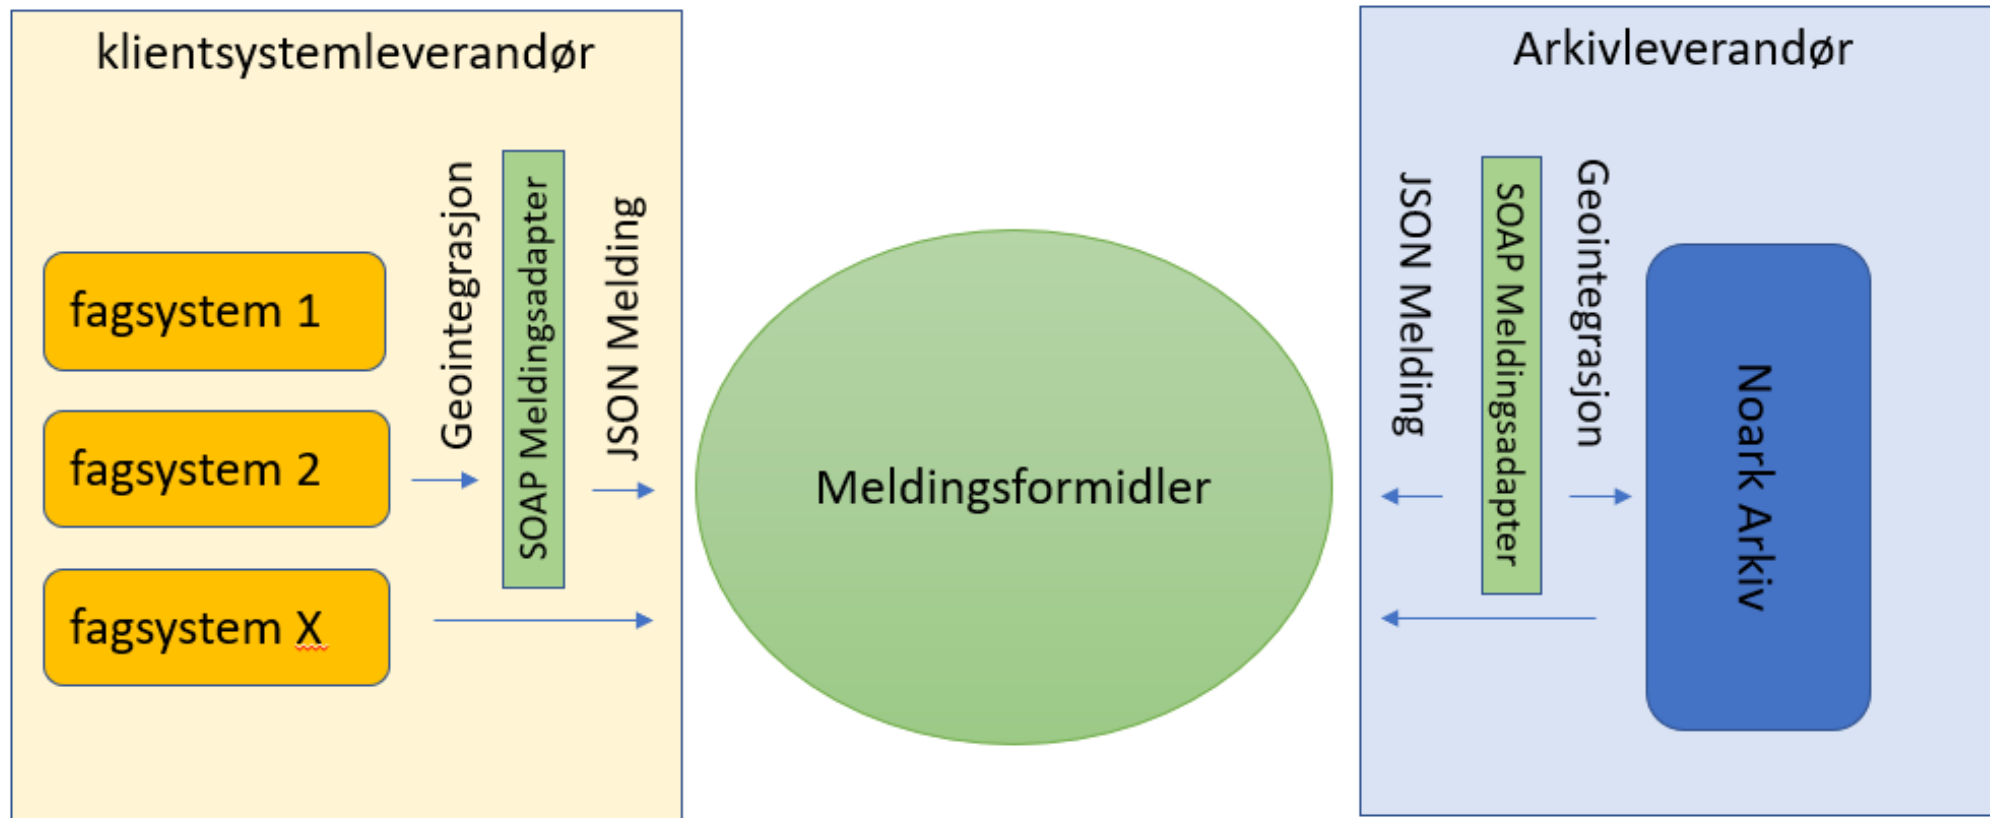 klientsystemleverandør
fagsystem 1
fagsystem 2
fagsystem X
Geointegrasjon
SOAP Meldingsadapter
JSON Melding
Meldingsformidler
Arkivleverandør
JSON Melding
SOAP Meldingsadapter
Geointegrasjon
Noark Arkiv